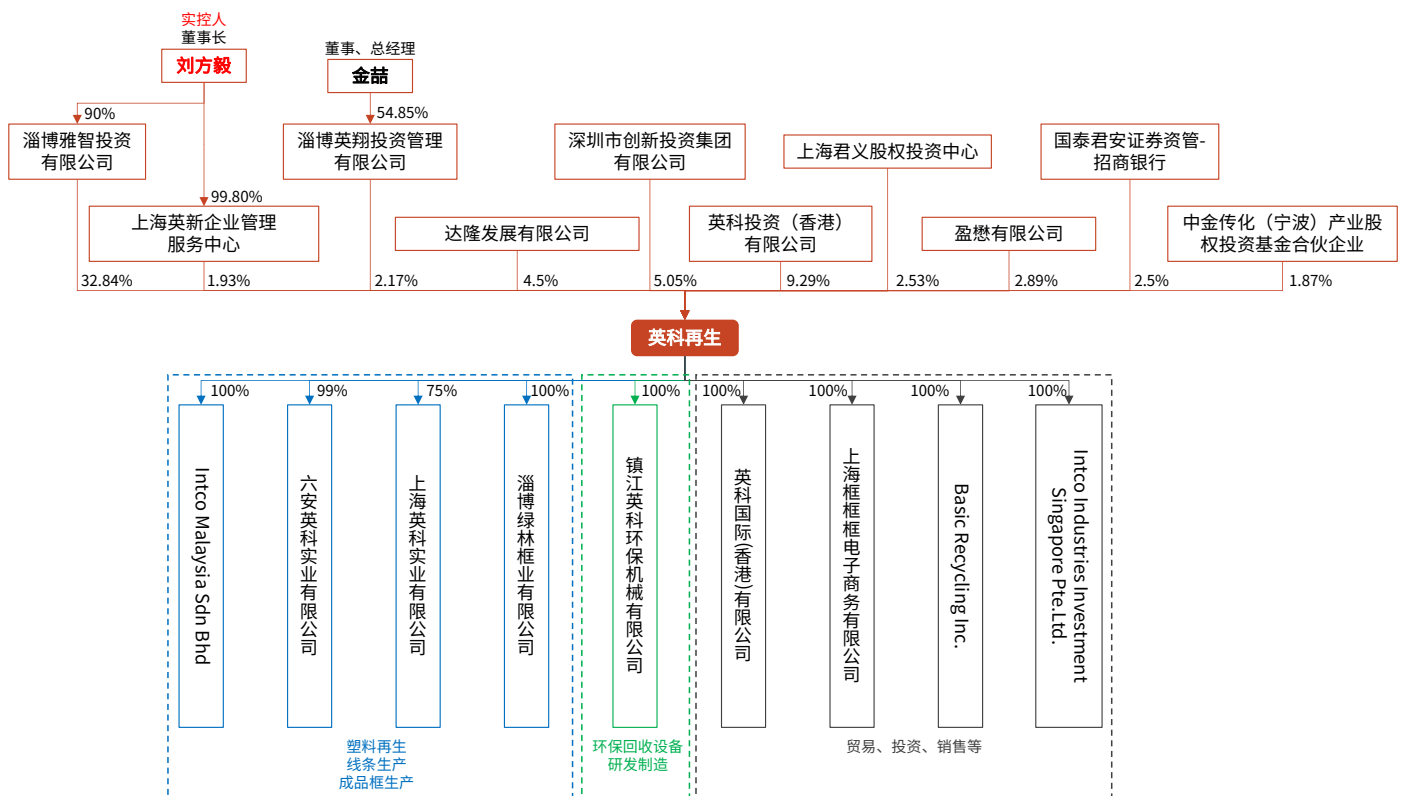 实控人
董事长
刘方毅
董事、总经理
金喆
90%
54.85%
淄博雅智投资
有限公司
淄博英翔投资管理
有限公司
深圳市创新投资集团
有限公司
上海君义股权投资中心
国泰君安证券资管-
招商银行
99.80%
上海英新企业管理
服务中心
达隆发展有限公司
英科投资（香港）
有限公司
盈懋有限公司
中金传化（宁波）产业股
权投资基金合伙企业
32.84%
1.93%
2.17%
4.5%
5.05%
9.29%
2.53%
2.89%
2.5%
1.87%
英科再生
100%
99%
75%
100%
100%
100%
100%
100%
100%
Intco Malaysia Sdn Bhd
六安英科实业有限公司
上海英科实业有限公司
淄博绿林框业有限公司
镇江英科环保机械有限公司
英科国际(香港)有限公司
上海框框框电子商务有限公司
Basic Recycling Inc.
Intco Industries Investment
Singapore Pte.Ltd.
塑料再生
线条生产
成品框生产
环保回收设备
研发制造
贸易、投资、销售等